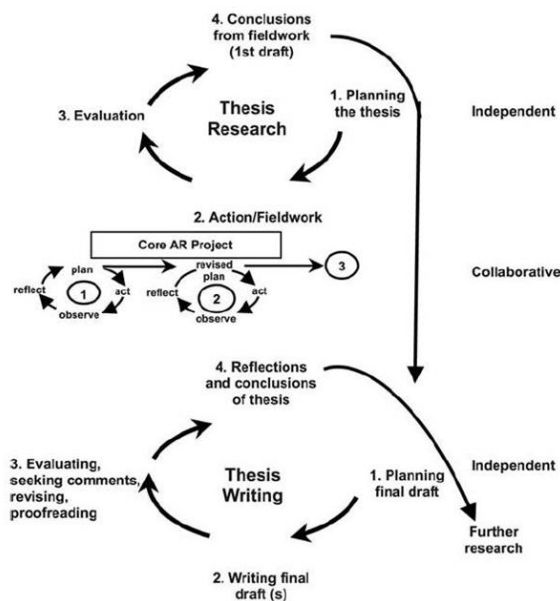 4. Conclusions
from fieldwork
(1st draft)
3. Evaluation
Thesis
Research
1. Planning
the thesis
Independent
2. Action/Fieldwork
Core AR Project
plan
reflect
1
act
observe
revised
plan
reflect
2
act
observe
3
Collaborative
4. Reflections
and conclusions
of thesis
3. Evaluating,
seeking comments,
revising,
proofreading
Thesis
Writing
1. Planning
final draft
Independent
Further
research
2. Writing final
draft (s)